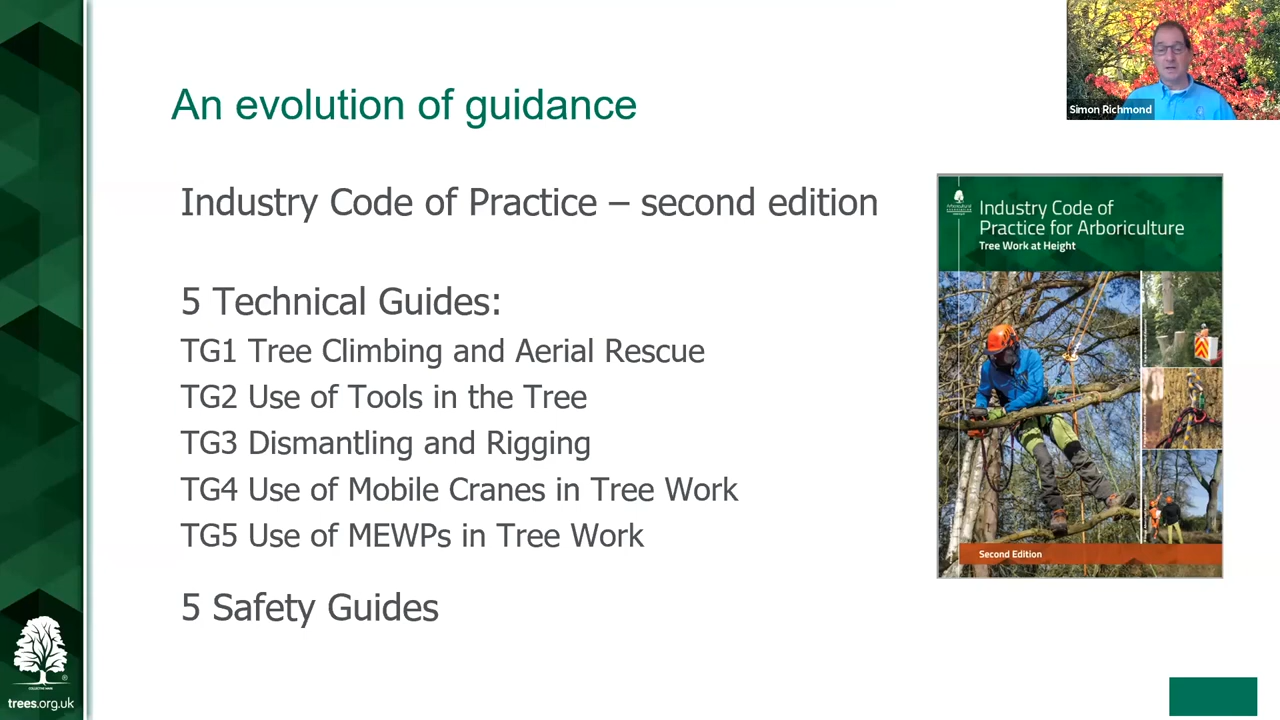 An evolution of guidance
Simon Richmond
Industry Code of Practice – second edition
5 Technical Guides:
TG1 Tree Climbing and Aerial Rescue
TG2 Use of Tools in the Tree
TG3 Dismantling and Rigging
TG4 Use of Mobile Cranes in Tree Work
TG5 Use of MEWPs in Tree Work
5 Safety Guides
Industry Code of
Practice for Arboriculture
Tree Work at Height
Second Edition
trees.org.uk